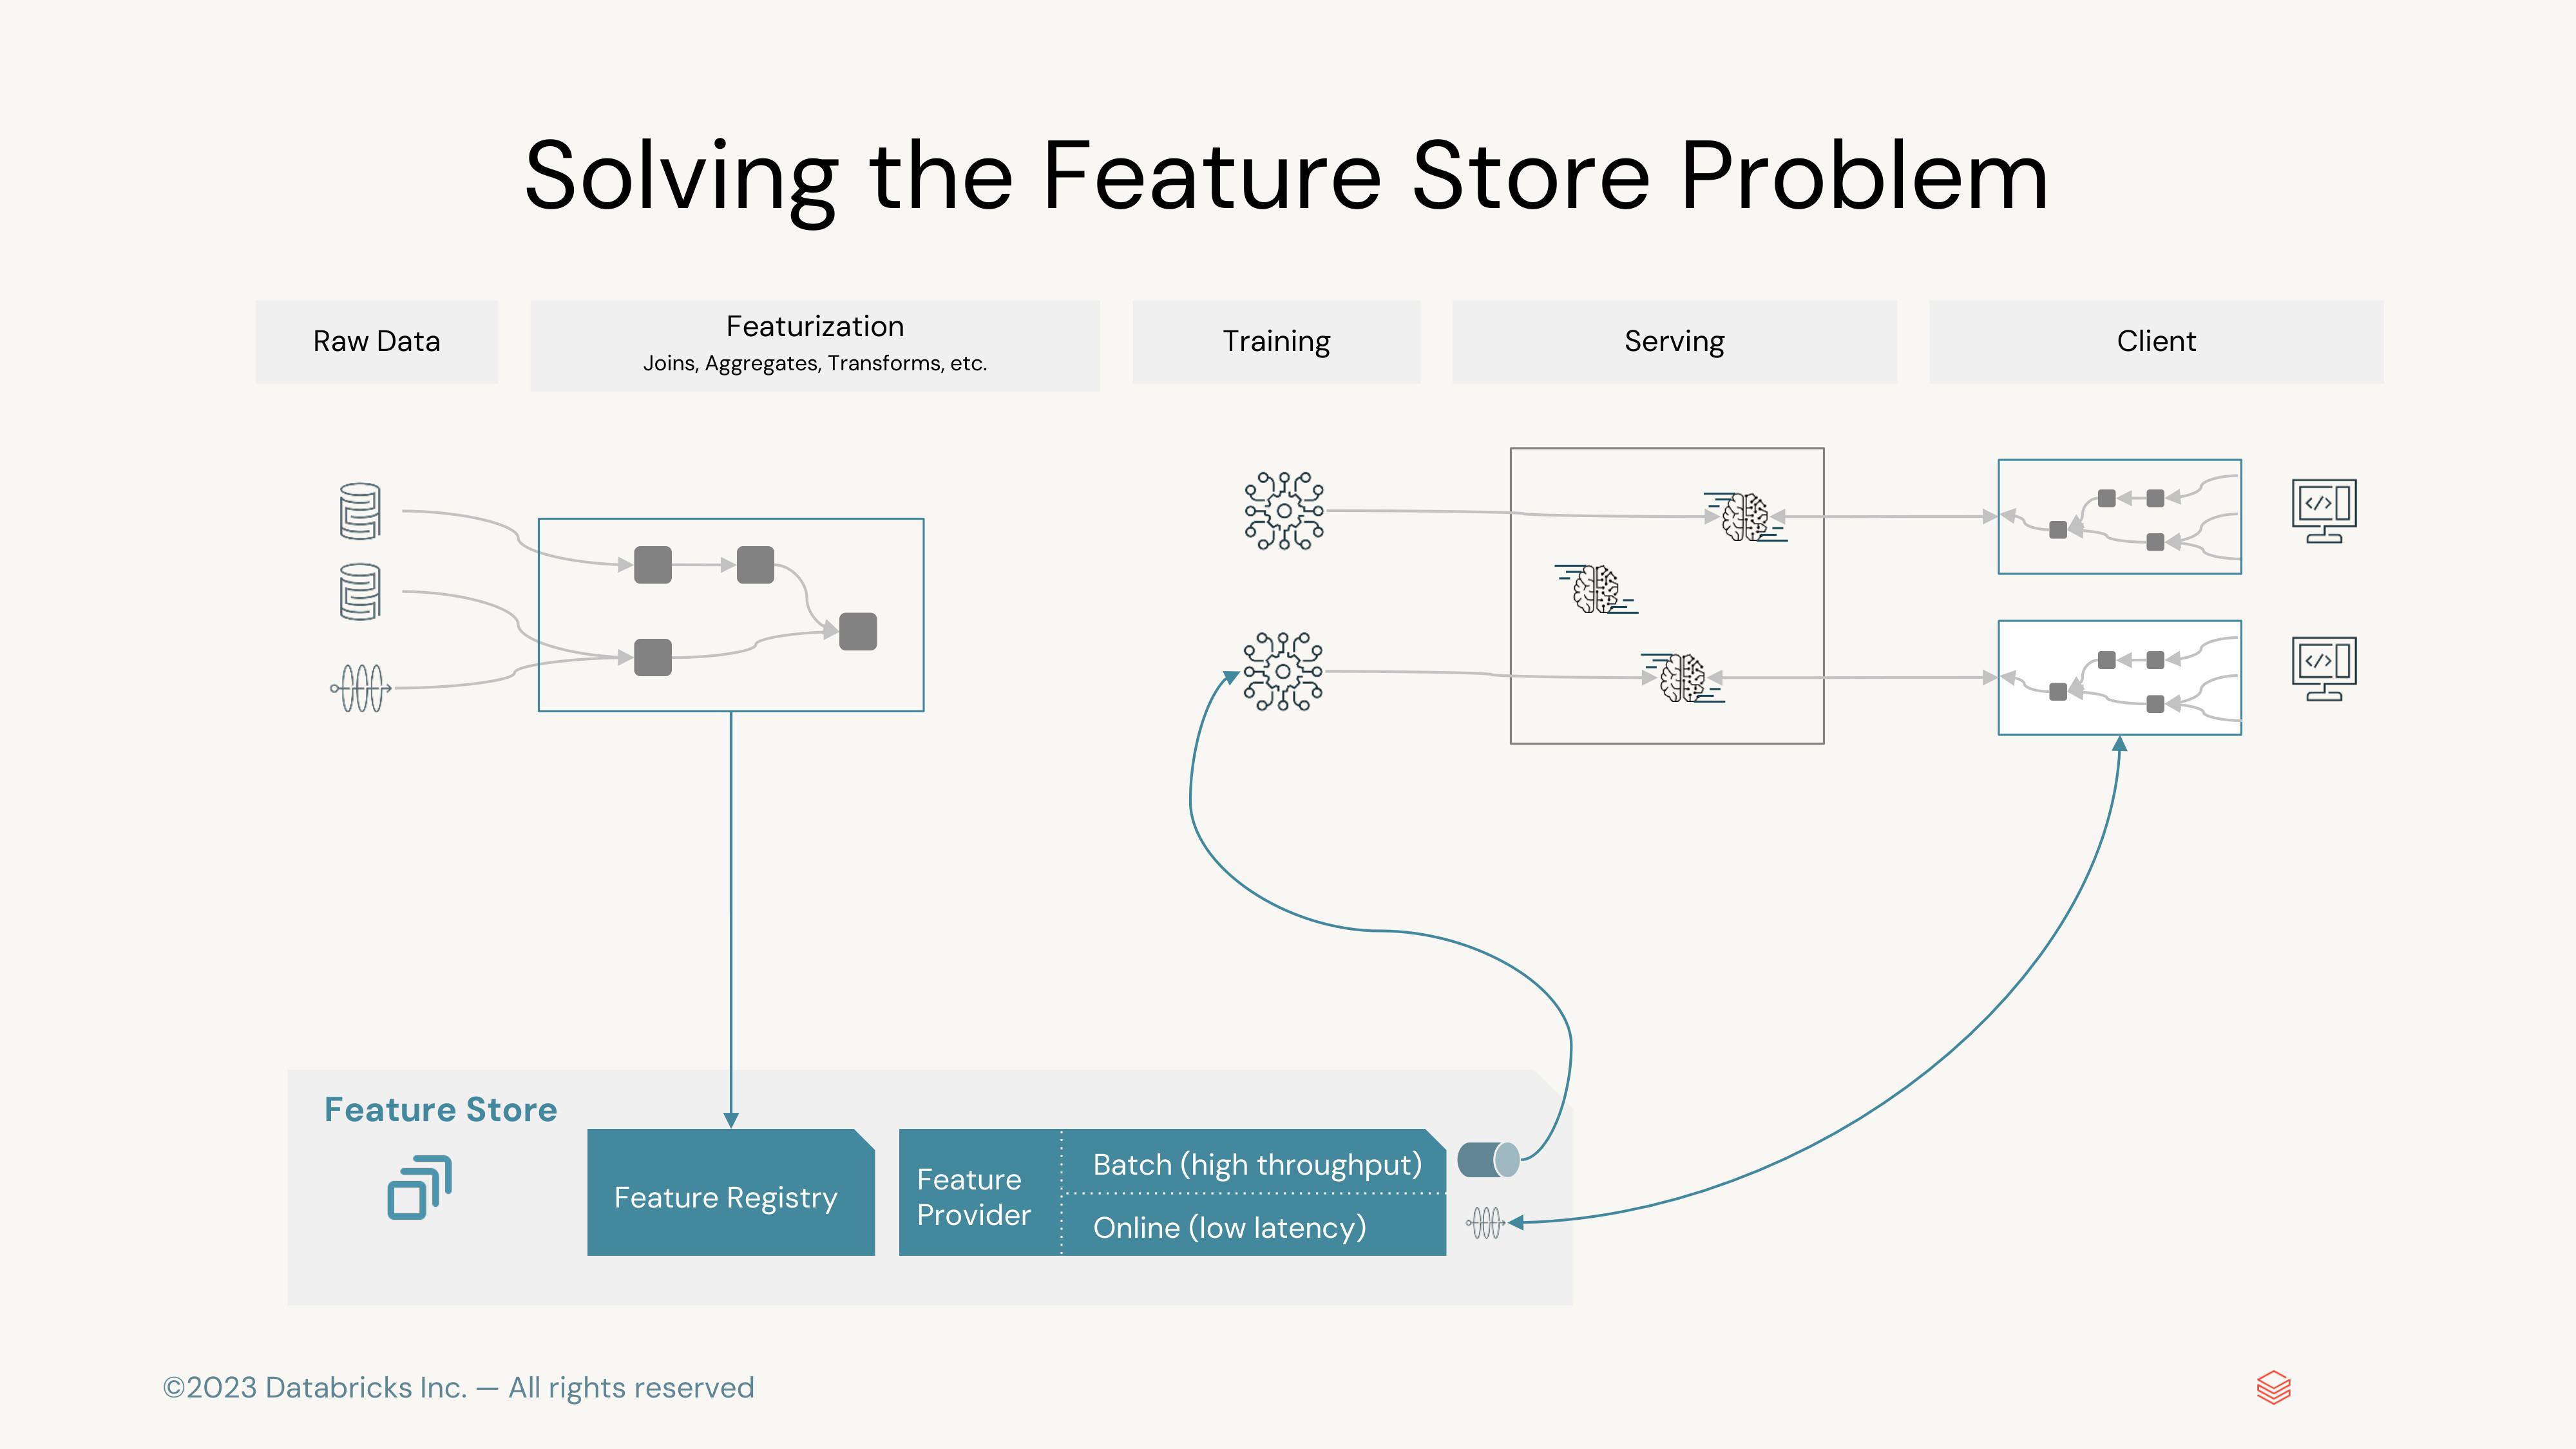 Solving the Feature Store Problem
Raw Data
Featurization
Joins, Aggregates, Transforms, etc.
Training
Serving
Client
</>
</>
Feature Store
Feature Registry
Feature
Provider
Batch (high throughput)
Online (low latency)
©2023 Databricks Inc. — All rights reserved